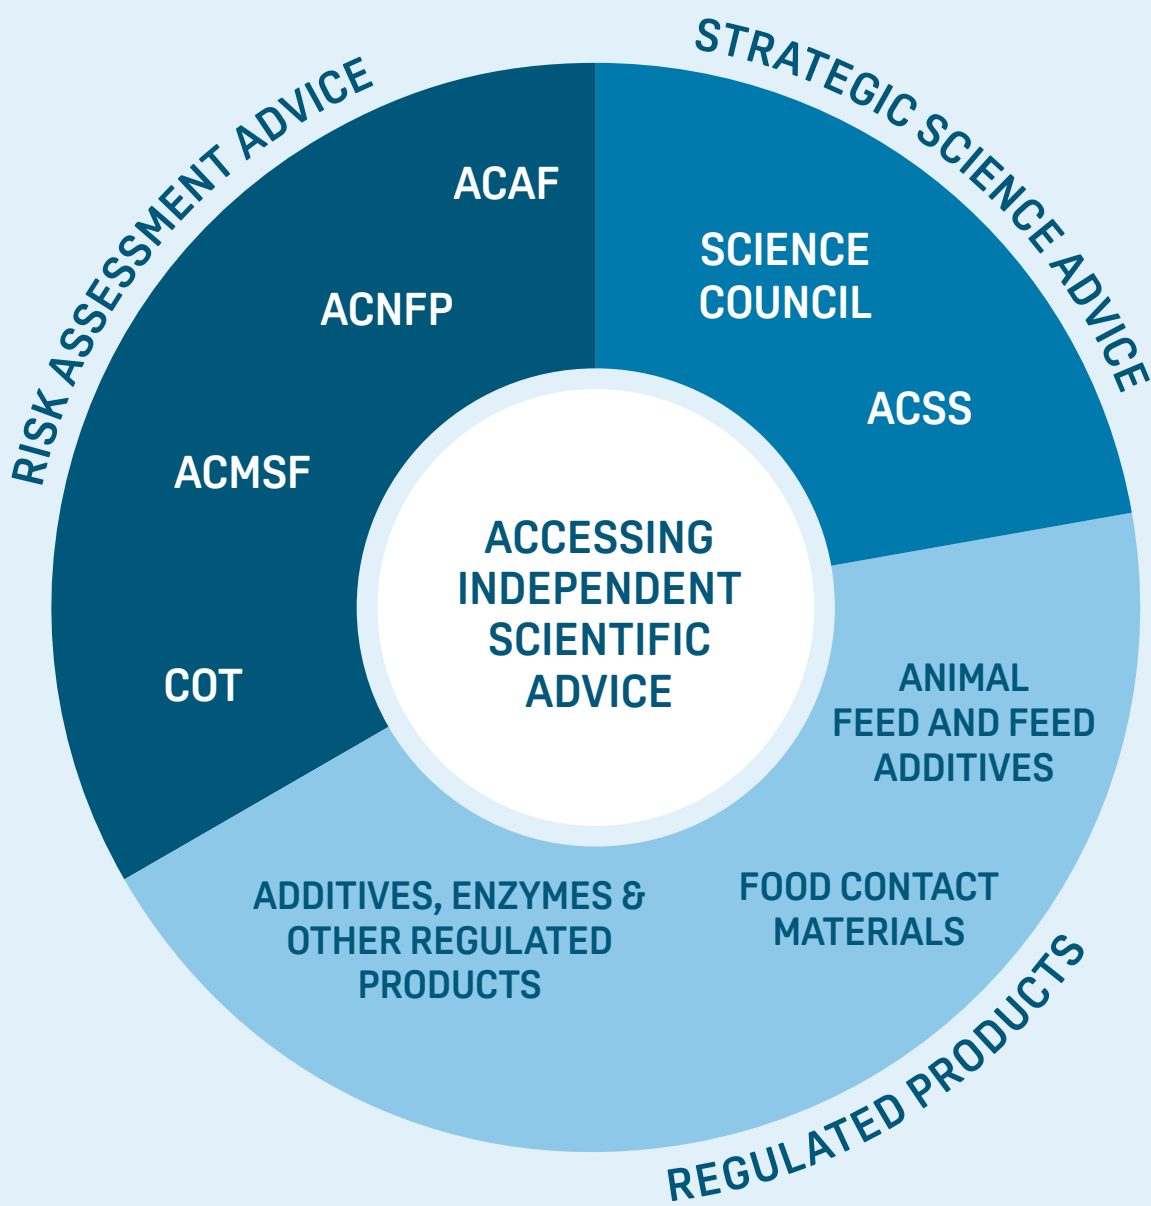 RISK ASSESSMENT ADVICE
ACAF
ACNFP
ACMSF
COT
STRATEGIC SCIENCE ADVICE
SCIENCE
COUNCIL
ACSS
ACCESSING
INDEPENDENT
SCIENTIFIC
ADVICE
ANIMAL
FEED AND FEED
ADDITIVES
FOOD CONTACT
MATERIALS
ADDITIVES, ENZYMES &
OTHER REGULATED
PRODUCTS
REGULATED PRODUCTS